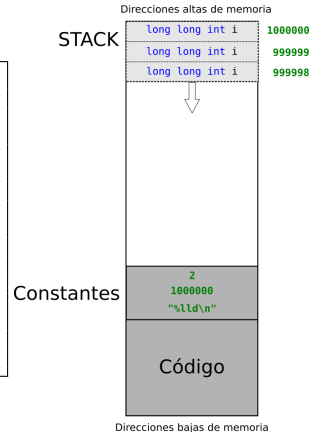 Direcciones altas de memoria
STACK
long long int i 1000000
long long int i 999999
long long int i 999998
Constantes
2
1000000
"%lld\n"
Código
Direcciones bajas de memoria